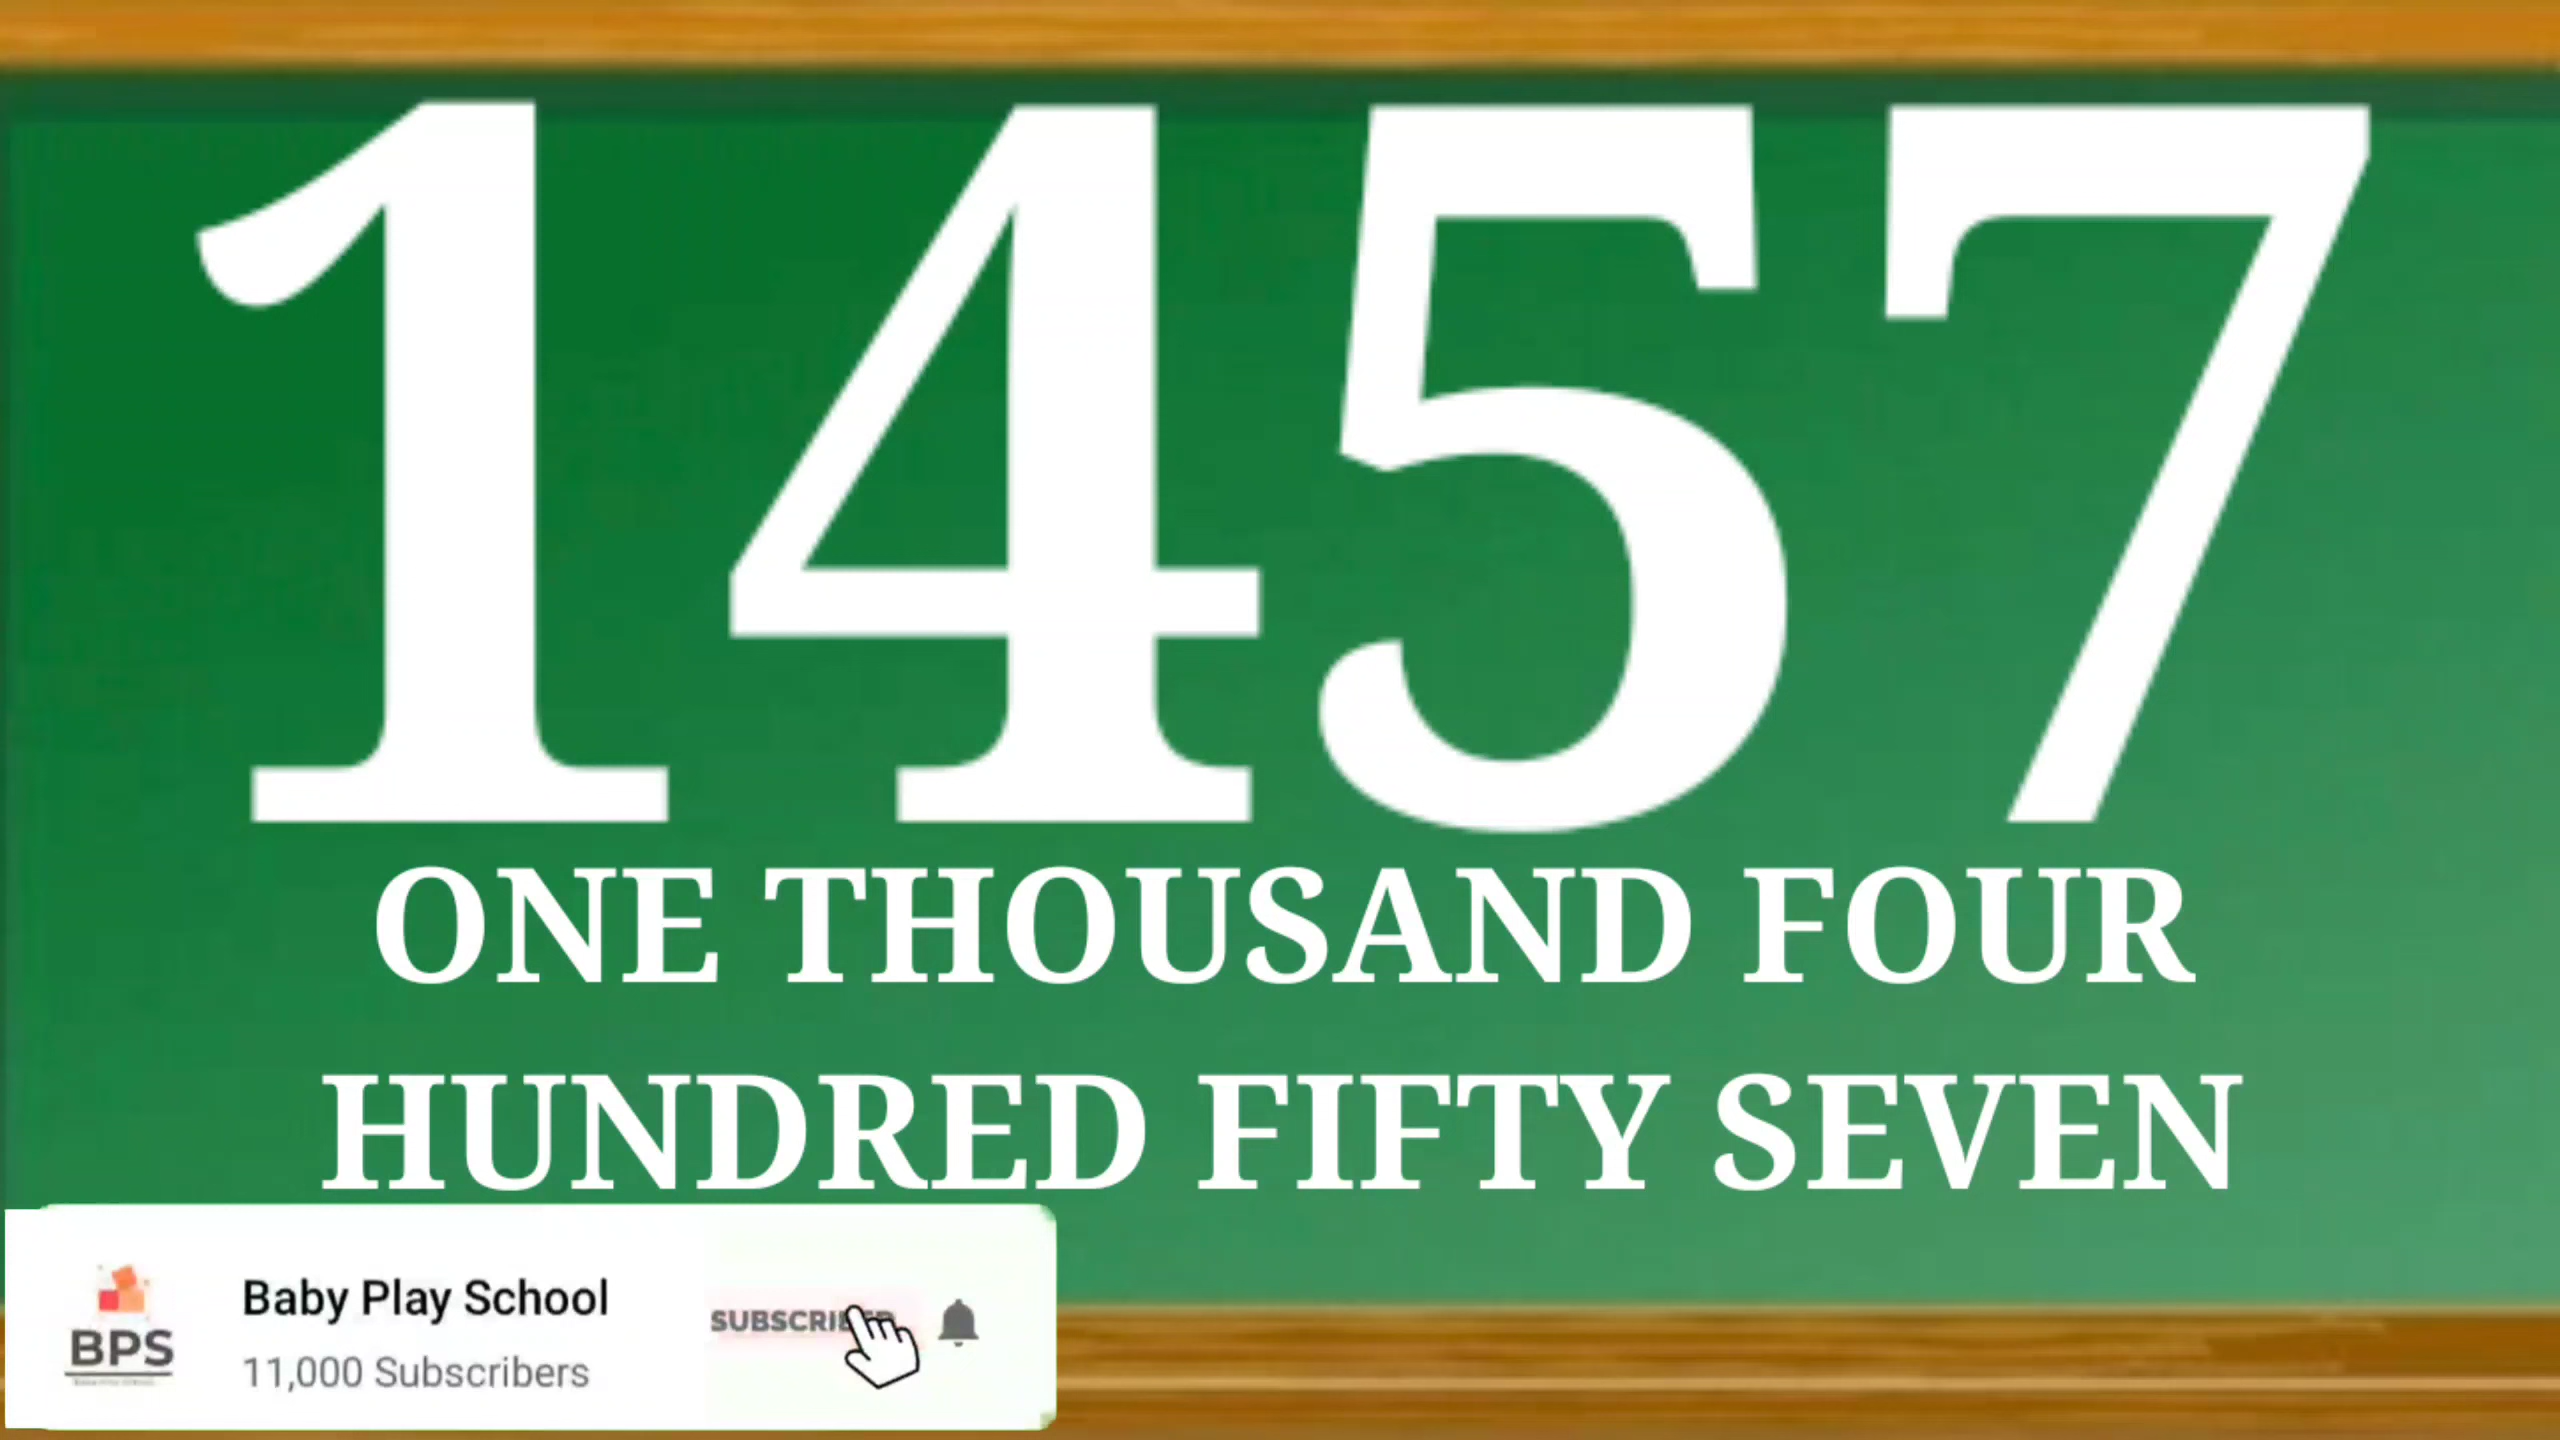 1457
ONE THOUSAND FOUR
HUNDRED FIFTY SEVEN
Baby Play School
BPS
11,000 Subscribers